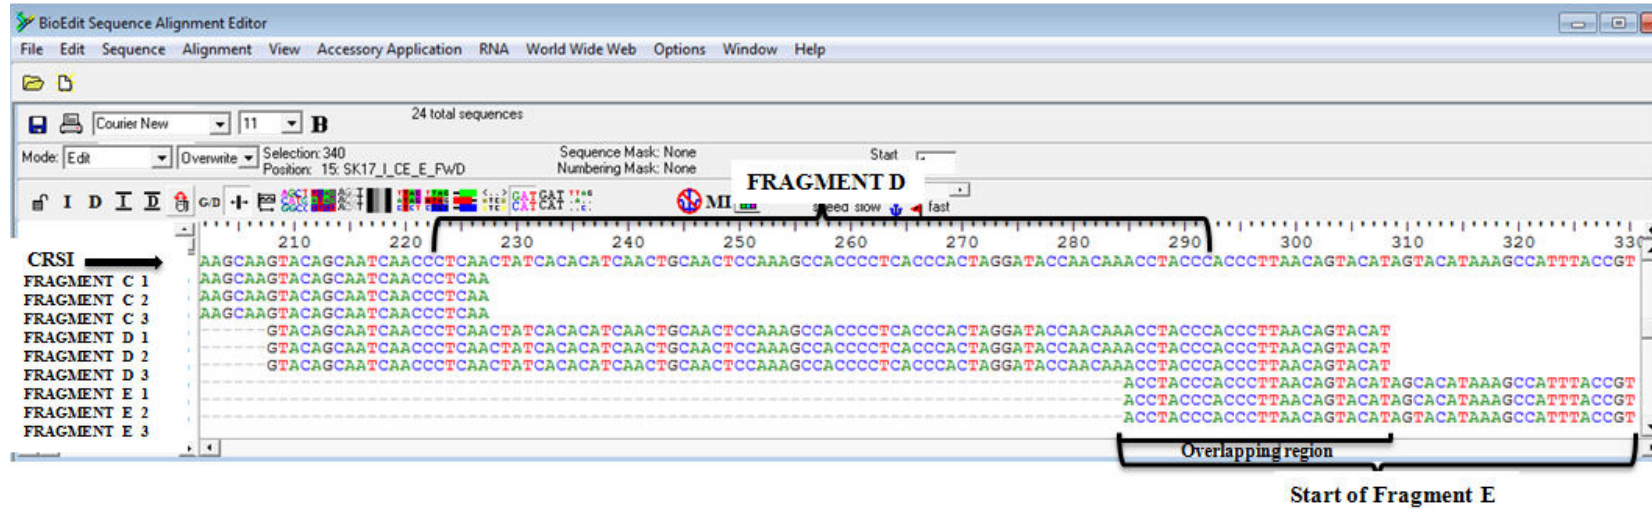 BioEdit Sequence Alignment Editor
File Edit Sequence Alignment View Accessory Application RNA World Wide Web Options Window Help
Courier New 11 B 24 total sequences
Mode: Edit Overwrite Selection: 340 Sequence Mask: None Start
Position: 15: SK17_I_CE_E_FWD Numbering Mask: None
FRAGMENT D
I D I D G/D speed slow fast
210 220 230 240 250 260 270 280 290 300 310 320 330
CRSI AAGCAAGTACAGCAATCAACCCTCAACTATCACACATCAACTGCAACTCCAAAGCCACCCCTCACCCACTAGGATACCAACAAACCTACCCACCCTTAACAGTACATAGTACATAAAGCCATTTACCGT
FRAGMENT C 1 AAGCAAGTACAGCAATCAACCCTCAA
FRAGMENT C 2 AAGCAAGTACAGCAATCAACCCTCAA
FRAGMENT C 3 AAGCAAGTACAGCAATCAACCCTCAA
FRAGMENT D 1 GTACAGCAATCAACCCTCAACTATCACACATCAACTGCAACTCCAAAGCCACCCCTCACCCACTAGGATACCAACAAACCTACCCACCCTTAACAGTACAT
FRAGMENT D 2 GTACAGCAATCAACCCTCAACTATCACACATCAACTGCAACTCCAAAGCCACCCCTCACCCACTAGGATACCAACAAACCTACCCACCCTTAACAGTACAT
FRAGMENT D 3 GTACAGCAATCAACCCTCAACTATCACACATCAACTGCAACTCCAAAGCCACCCCTCACCCACTAGGATACCAACAAACCTACCCACCCTTAACAGTACAT
FRAGMENT E 1 ACCTACCCACCCTTAACAGTACATAGCACATAAAGCCATTTACCGT
FRAGMENT E 2 ACCTACCCACCCTTAACAGTACATAGCACATAAAGCCATTTACCGT
FRAGMENT E 3 ACCTACCCACCCTTAACAGTACATAGTACATAAAGCCATTTACCGT
Overlapping region
Start of Fragment E